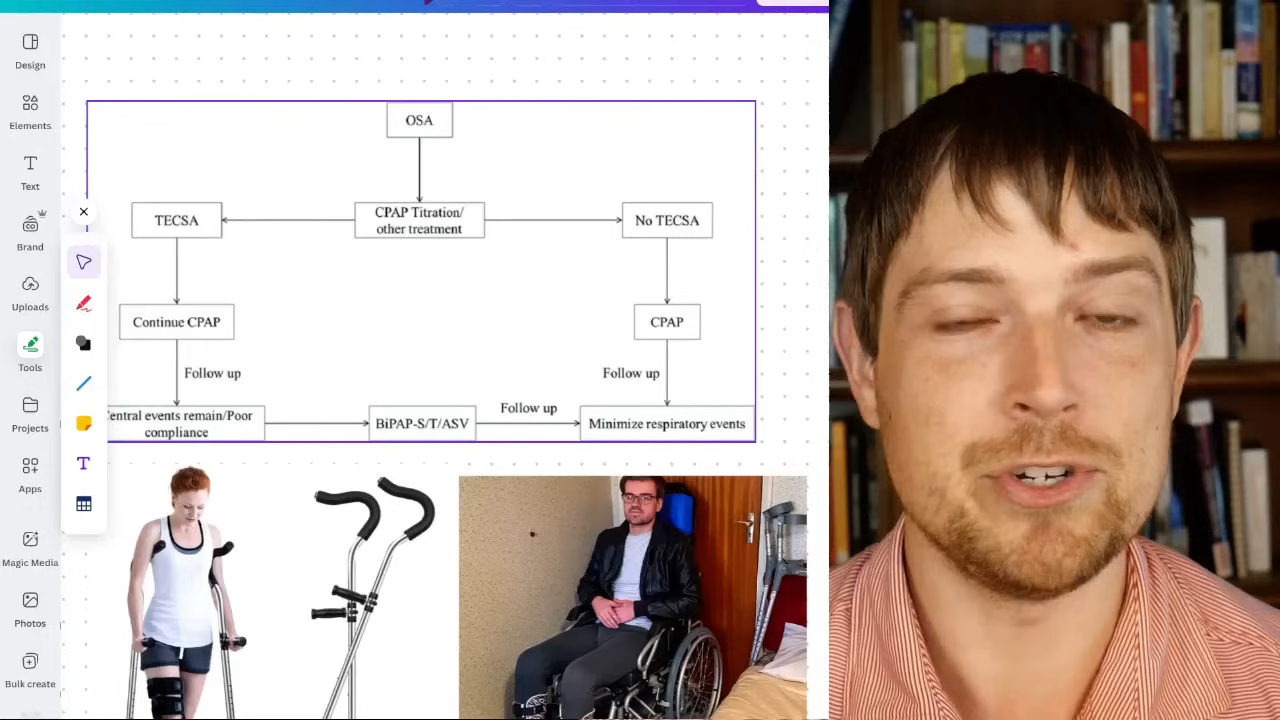 Design
Elements
Text
Brand
Uploads
Tools
Projects
Apps
Magic Media
Photos
Bulk create
T
OSA
TECSA
CPAP Titration/
other treatment
No TECSA
Continue CPAP
CPAP
Follow up
Follow up
entral events remain/Poor
compliance
BiPAP-S/T/ASV
Follow up
Minimize respiratory events